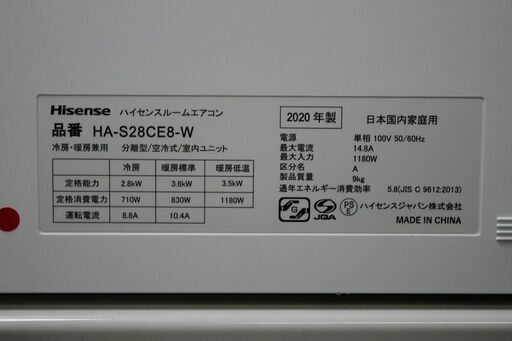 Hisense ハイセンスルームエアコン
品番 HA-S28CE8-W
冷房・暖房兼用 分離型/空冷式/室内ユニット
冷房 暖房標準 暖房低温
定格能力 2.8kW 3.6kW 3.5kW
定格消費電力 710W 830W 1180W
運転電流 8.8A 10.4A
2020 年製 日本国内家庭用
電源 単相 100V 50/60Hz
最大電流 14.8A
最大入力 1180W
区分名 A
製品質量 9kg
通年エネルギー消費効率 5.8(JIS C 9612:2013)
G JQA PS E ハイセンスジャパン株式会社
MADE IN CHINA